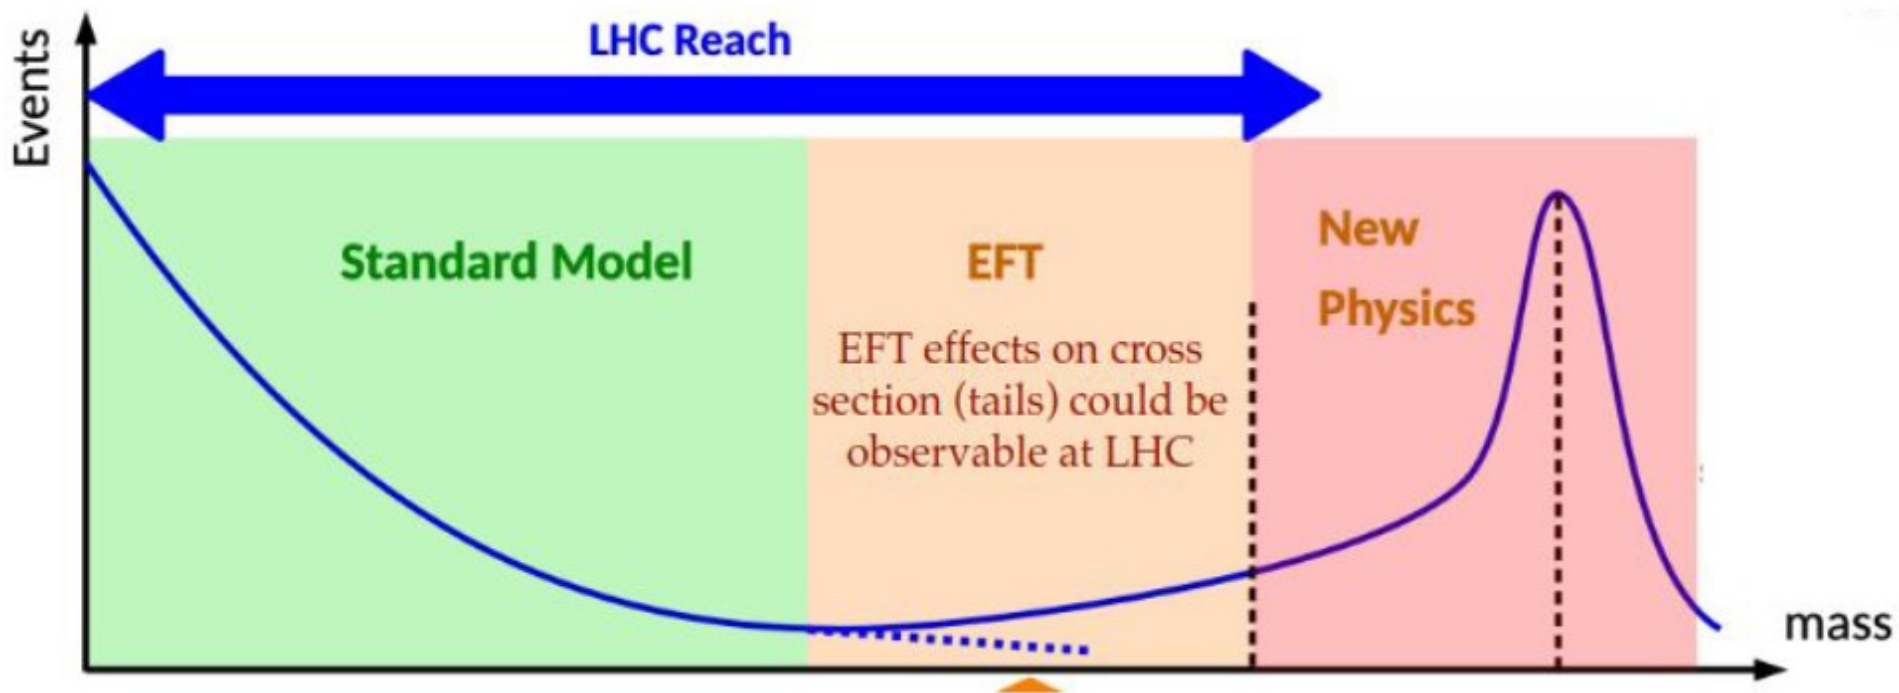 Events
LHC Reach
Standard Model
EFT
EFT effects on cross
section (tails) could be
observable at LHC
New
Physics
mass